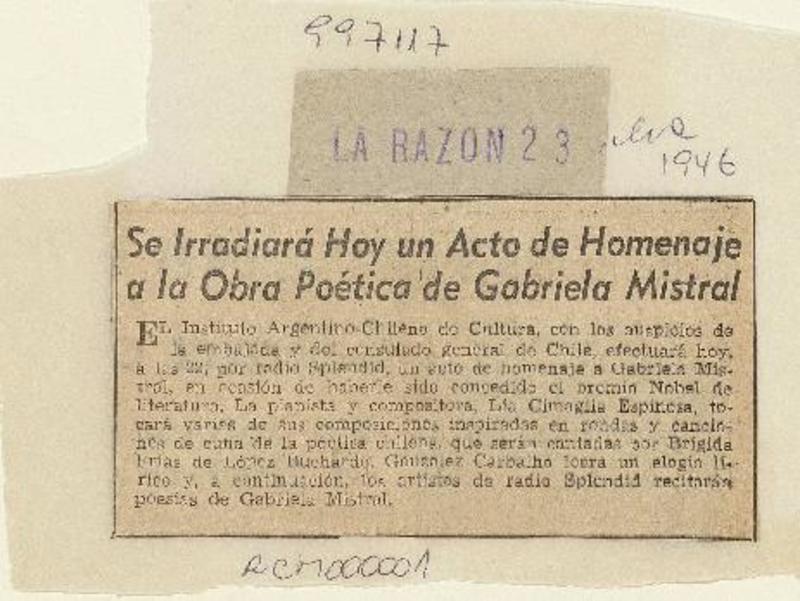 997117
LA RAZON 23
1946
Se Irradiará Hoy un Acto de Homenaje
a la Obra Poética de Gabriela Mistral
EL Instituto Argentino-Chileno de Cultura, con los auspicios de
la embajada y del consulado general de Chile, efectuará hoy,
a las 22, por radio Splendid, un acto de homenaje a Gabriela Mis-
tral, en ocasión de haberle sido concedido el premio Nobel de
literatura. La pianista y compositora, Lía Cimaglia Espinosa, to-
cará varias de sus composiciones inspiradas en rondas y cancio-
nes de cuna de la poetisa chilena, que serán cantadas por Brígida
Frías de López Buchardo. González Carbalho leerá un elogio lí-
rico y, a continuación, los artistas de radio Splendid recitarán
poesías de Gabriela Mistral.
RCM000001